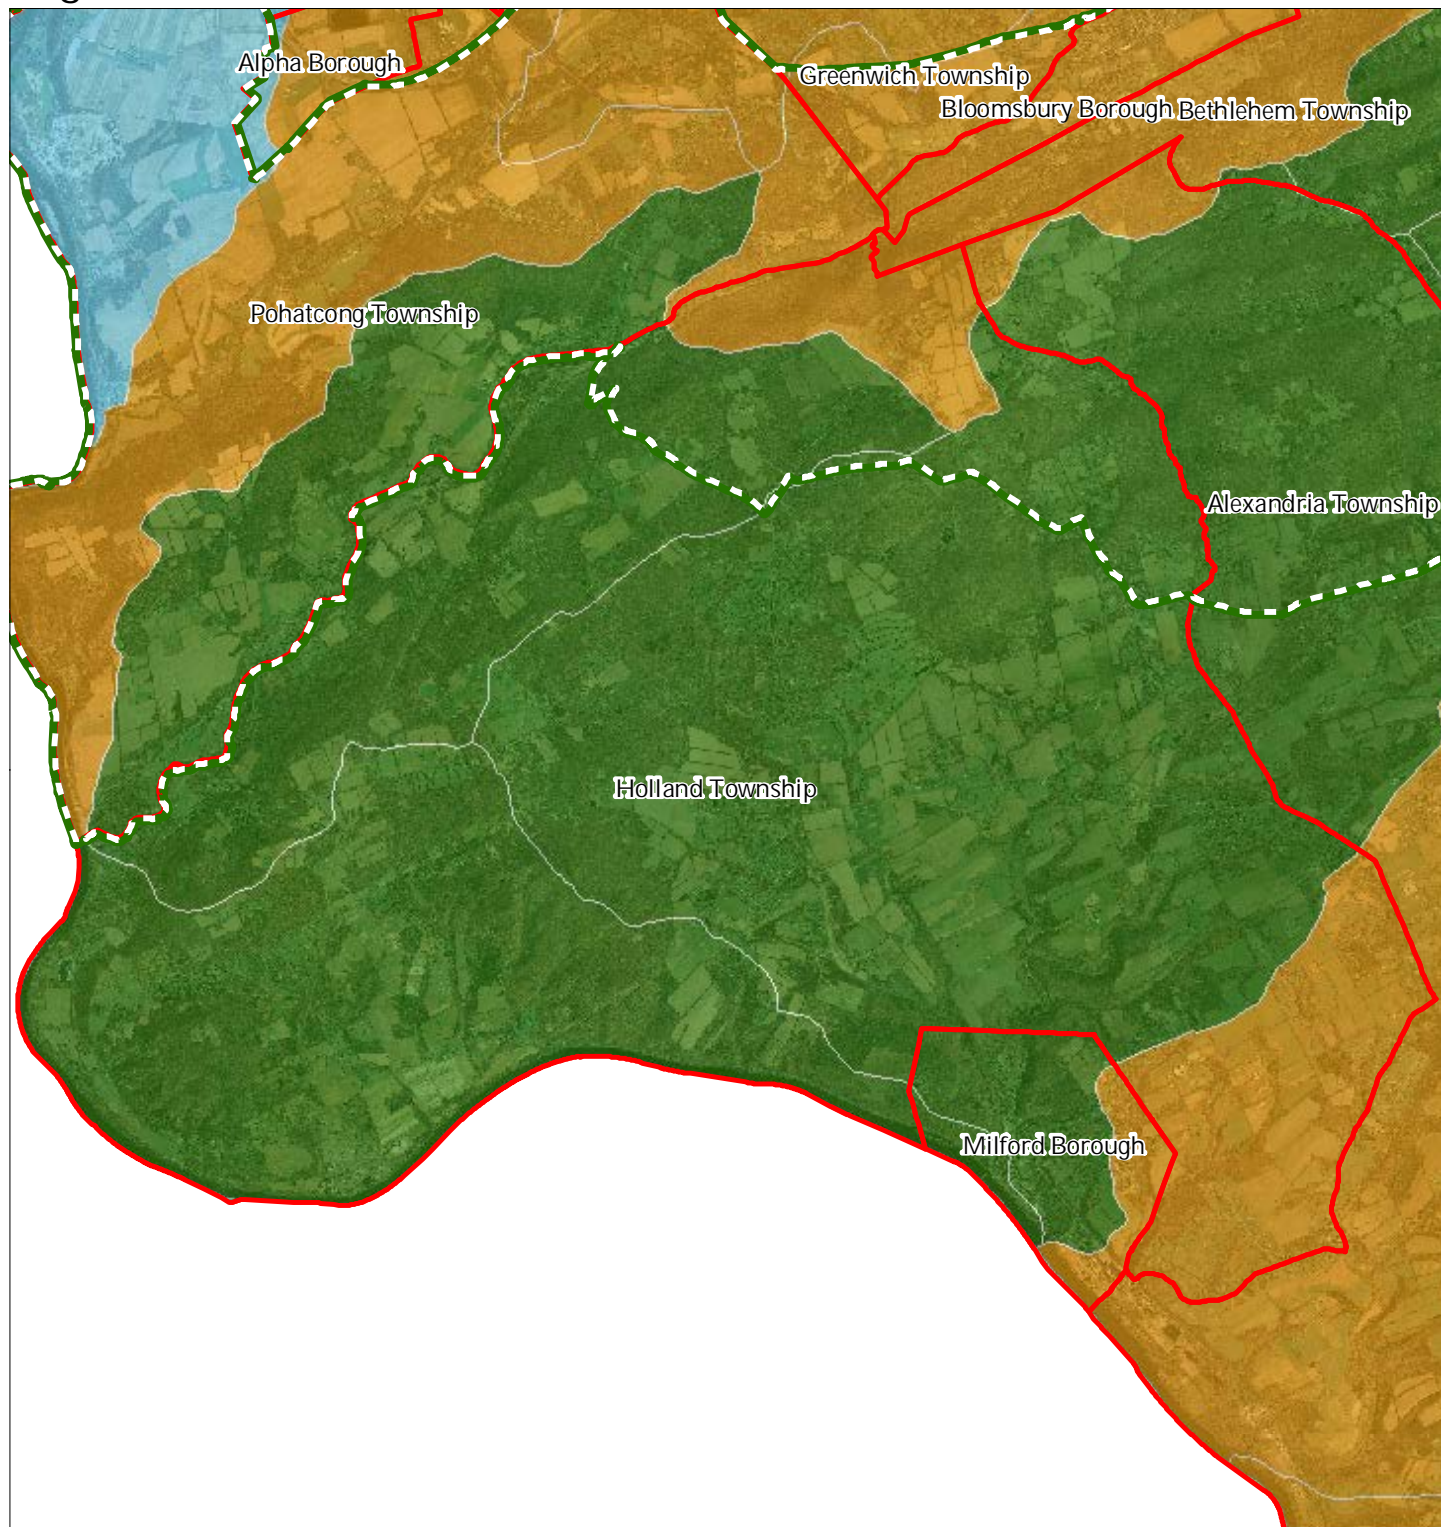 Alpha Borough
Greenwich Township
Bloomsbury Borough
Bethlehem Township
Pohatcong Township
Alexandria Township
Holland Township
Milford Borough